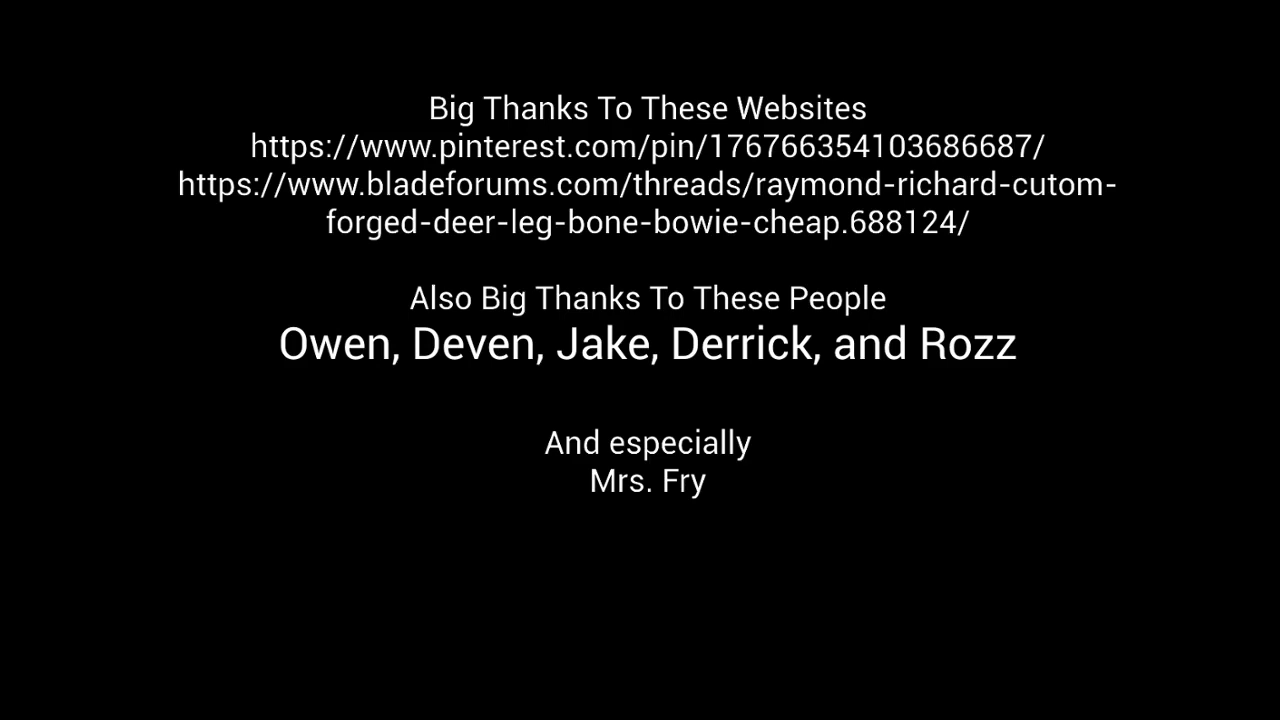 Big Thanks To These Websites
https://www.pinterest.com/pin/176766354103686687/
https://www.bladeforums.com/threads/raymond-richard-cutom-
forged-deer-leg-bone-bowie-cheap.688124/
Also Big Thanks To These People
Owen, Deven, Jake, Derrick, and Rozz
And especially
Mrs. Fry